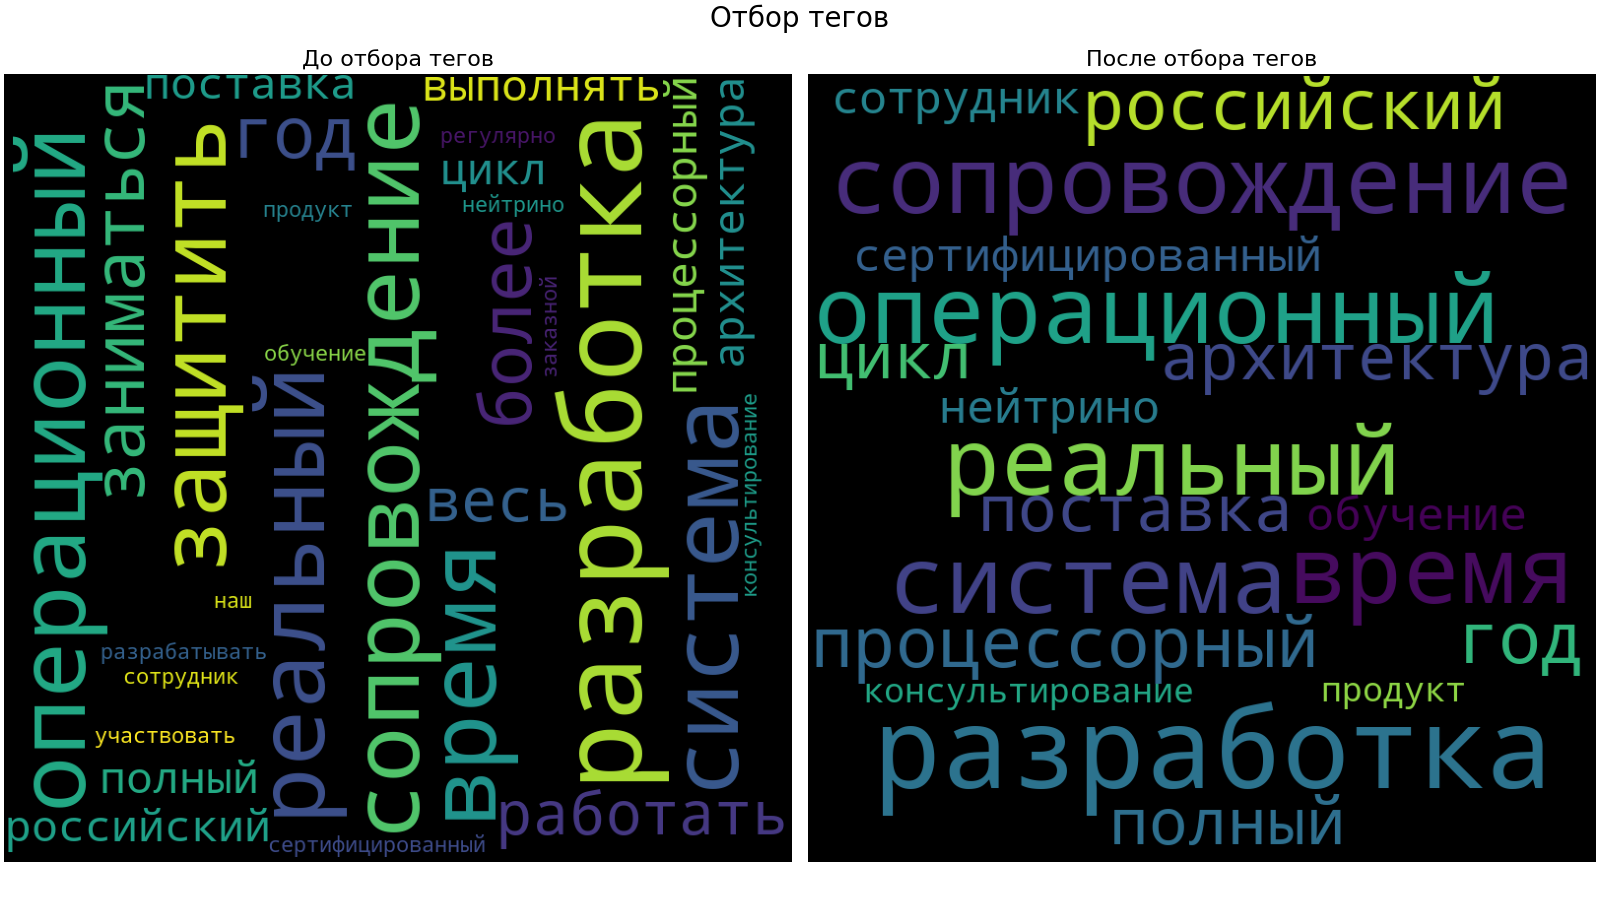 Отбор тегов
До отбора тегов
После отбора тегов
поставка
выполнять
операционный
заниматься
защитить
год
регулярно
цикл
продукт
нейтрино
сопровождение
более
заказной
разработка
процессорный
архитектура
обучение
реальный
весь
система
консультирование
время
наш
разрабатывать
сотрудник
участвовать
полный
российский
сертифицированный
работать
сотрудник
российский
сопровождение
сертифицированный
операционный
цикл
архитектура
нейтрино
реальный
поставка
обучение
система
время
процессорный
год
консультирование
продукт
разработка
полный